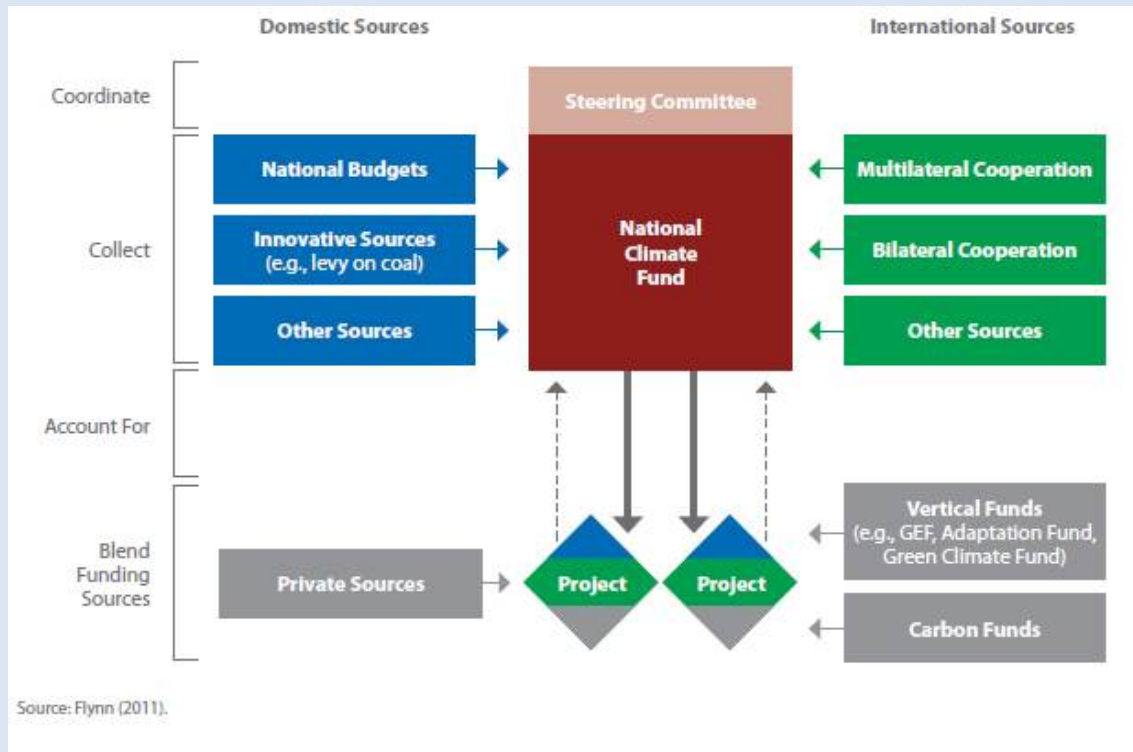 Domestic Sources
International Sources
Coordinate
Steering Committee
Collect
National Budgets
Innovative Sources
(e.g., levy on coal)
Other Sources
National
Climate
Fund
Multilateral Cooperation
Bilateral Cooperation
Other Sources
Account For
Blend
Funding
Sources
Private Sources
Project
Project
Vertical Funds
(e.g., GEF, Adaptation Fund,
Green Climate Fund)
Carbon Funds
Source: Flynn (2011).